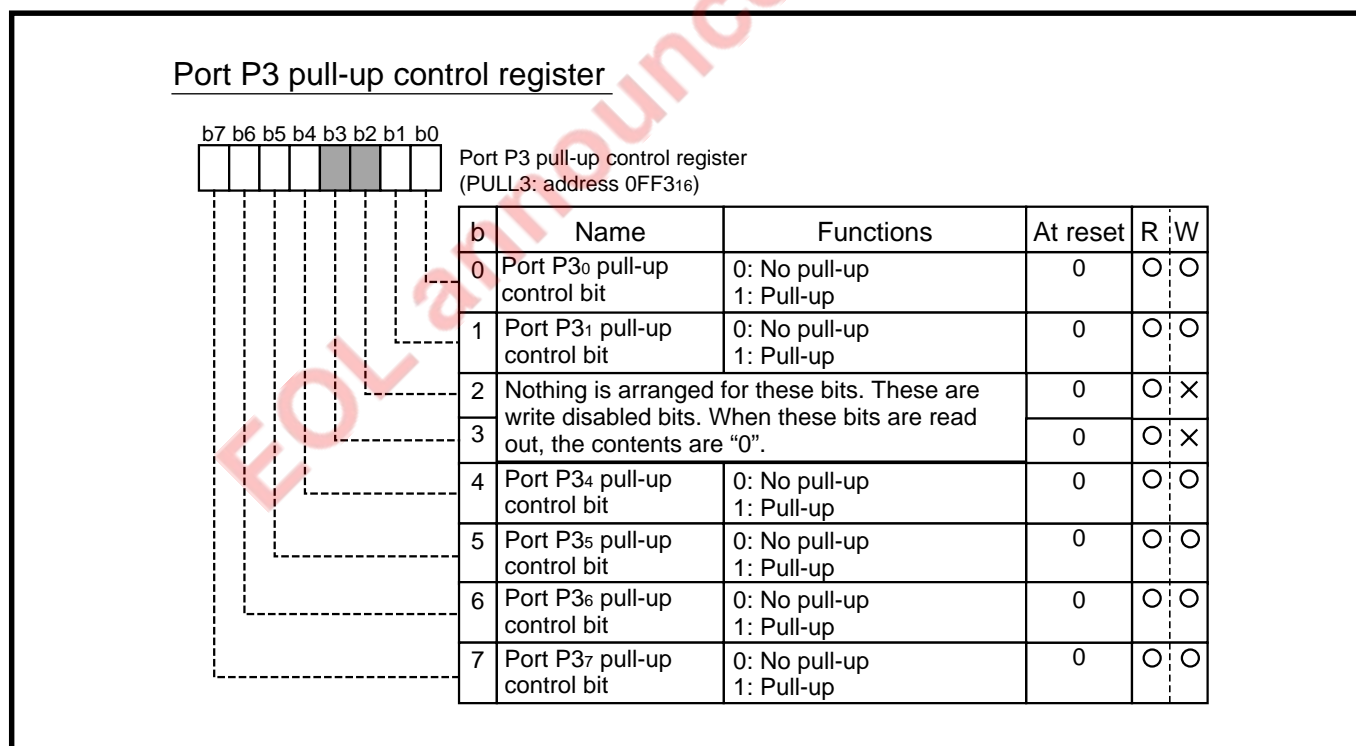 Port P3 pull-up control register
b7 b6 b5 b4 b3 b2 b1 b0
Port P3 pull-up control register
(PULL3: address 0FF316)
b Name Functions At reset R W
0 Port P30 pull-up control bit 0: No pull-up 1: Pull-up 0 ○ ○
1 Port P31 pull-up control bit 0: No pull-up 1: Pull-up 0 ○ ○
2 Nothing is arranged for these bits. These are 0 ○ ×
write disabled bits. When these bits are read
3 out, the contents are “0”. 0 ○ ×
4 Port P34 pull-up control bit 0: No pull-up 1: Pull-up 0 ○ ○
5 Port P35 pull-up control bit 0: No pull-up 1: Pull-up 0 ○ ○
6 Port P36 pull-up control bit 0: No pull-up 1: Pull-up 0 ○ ○
7 Port P37 pull-up control bit 0: No pull-up 1: Pull-up 0 ○ ○
EOL